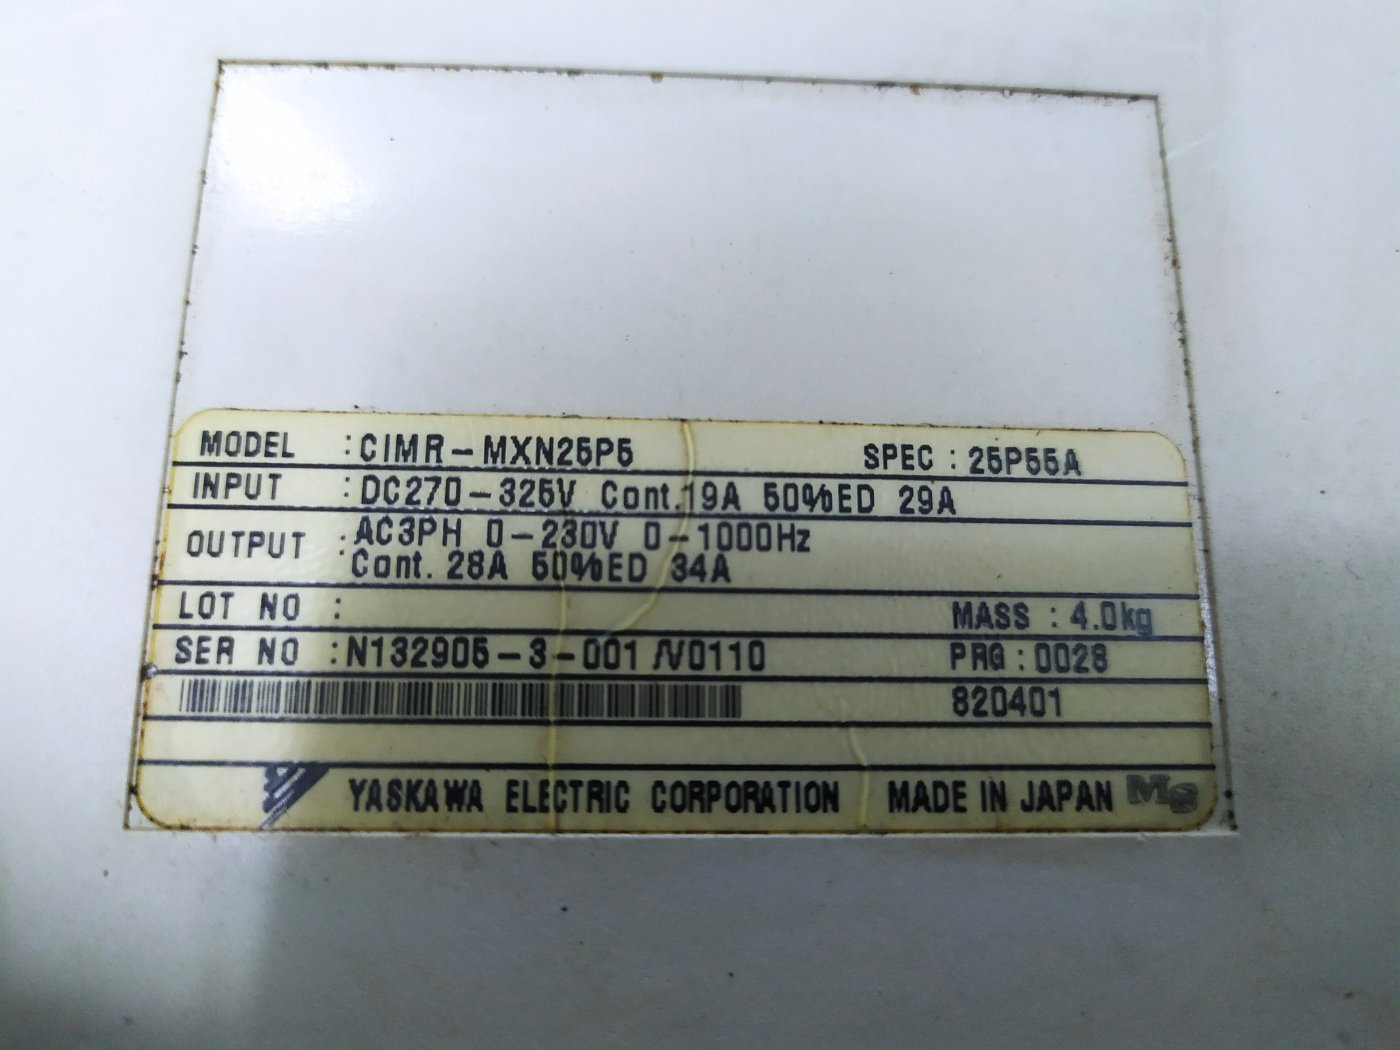 MODEL : CIMR-MXN25P5 SPEC : 25P55A
INPUT : DC270-325V Cont.19A 50%ED 29A
OUTPUT : AC3PH 0-230V 0-1000Hz
Cont. 28A 50%ED 34A
LOT NO : MASS : 4.0kg
SER NO : N132905-3-001 /V0110 PRG : 0028
820401
YASKAWA ELECTRIC CORPORATION MADE IN JAPAN